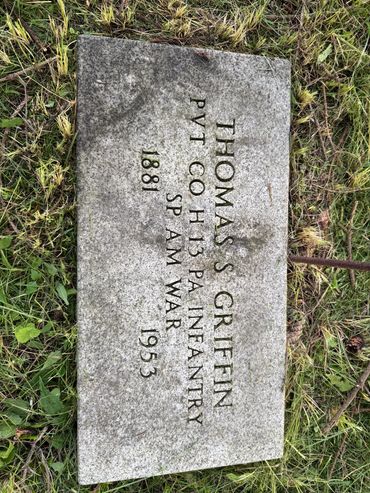 THOMAS S GRIFFIN
PVT CO H 13 PA INFANTRY
SP AM WAR
1881 1953